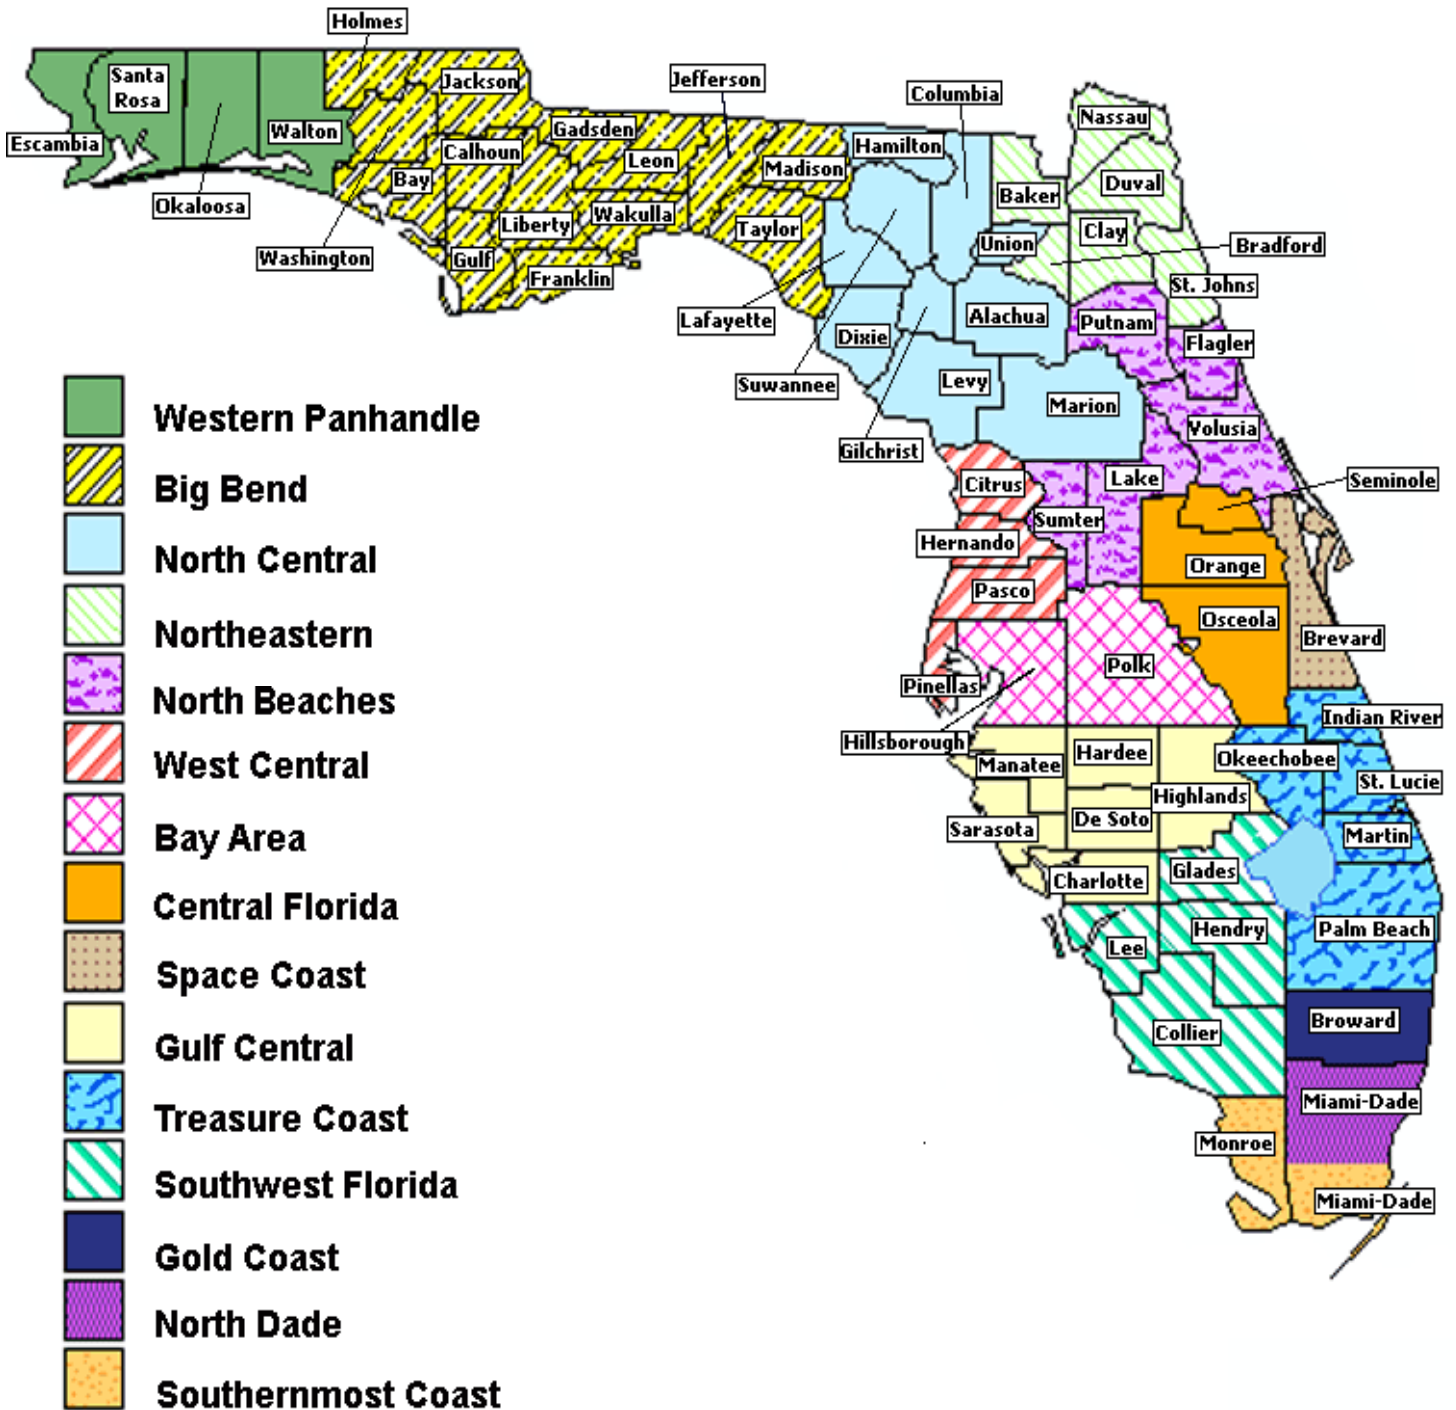 Holmes
Santa
Rosa
Jackson
Jefferson
Columbia
Escambia
Walton
Gadsden
Hamilton
Nassau
Calhoun
Leon
Madison
Baker
Duval
Bay
Okaloosa
Liberty
Wakulla
Taylor
Union
Clay
Bradford
Washington
Gulf
Franklin
St. Johns
Lafayette
Dixie
Alachua
Putnam
Flagler
Suwannee
Levy
Marion
Volusia
Gilchrist
Citrus
Lake
Seminole
Sumter
Hernando
Orange
Pasco
Osceola
Brevard
Polk
Pinellas
Indian River
Hillsborough
Manatee
Hardee
Okeechobee
St. Lucie
Highlands
Sarasota
De Soto
Martin
Charlotte
Glades
Lee
Hendry
Palm Beach
Collier
Broward
Miami-Dade
Monroe
Miami-Dade
Western Panhandle
Big Bend
North Central
Northeastern
North Beaches
West Central
Bay Area
Central Florida
Space Coast
Gulf Central
Treasure Coast
Southwest Florida
Gold Coast
North Dade
Southernmost Coast